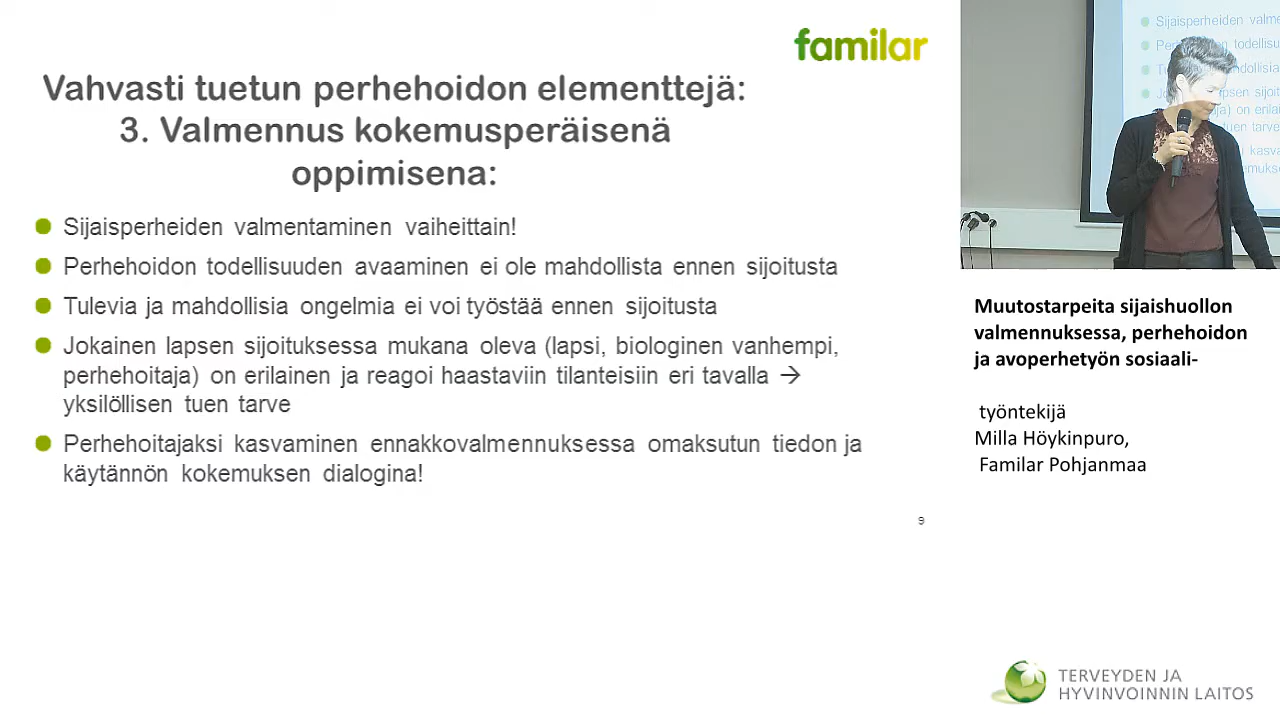 familar
Vahvasti tuetun perhehoidon elementtejä:
3. Valmennus kokemusperäisenä
oppimisena:
Sijaisperheiden valmentaminen vaiheittain!
Perhehoidon todellisuuden avaaminen ei ole mahdollista ennen sijoitusta
Tulevia ja mahdollisia ongelmia ei voi työstää ennen sijoitusta
Jokainen lapsen sijoituksessa mukana oleva (lapsi, biologinen vanhempi,
perhehoitaja) on erilainen ja reagoi haastaviin tilanteisiin eri tavalla →
yksilöllisen tuen tarve
Perhehoitajaksi kasvaminen ennakkovalmennuksessa omaksutun tiedon ja
käytännön kokemuksen dialogina!
9
Sijaisperheiden valme
todellisu
Muutostarpeita sijaishuollon
valmennuksessa, perhehoidon
ja avoperhetyön sosiaali-
työntekijä
Milla Höykinpuro,
Familar Pohjanmaa
TERVEYDEN JA
HYVINVOINNIN LAITOS